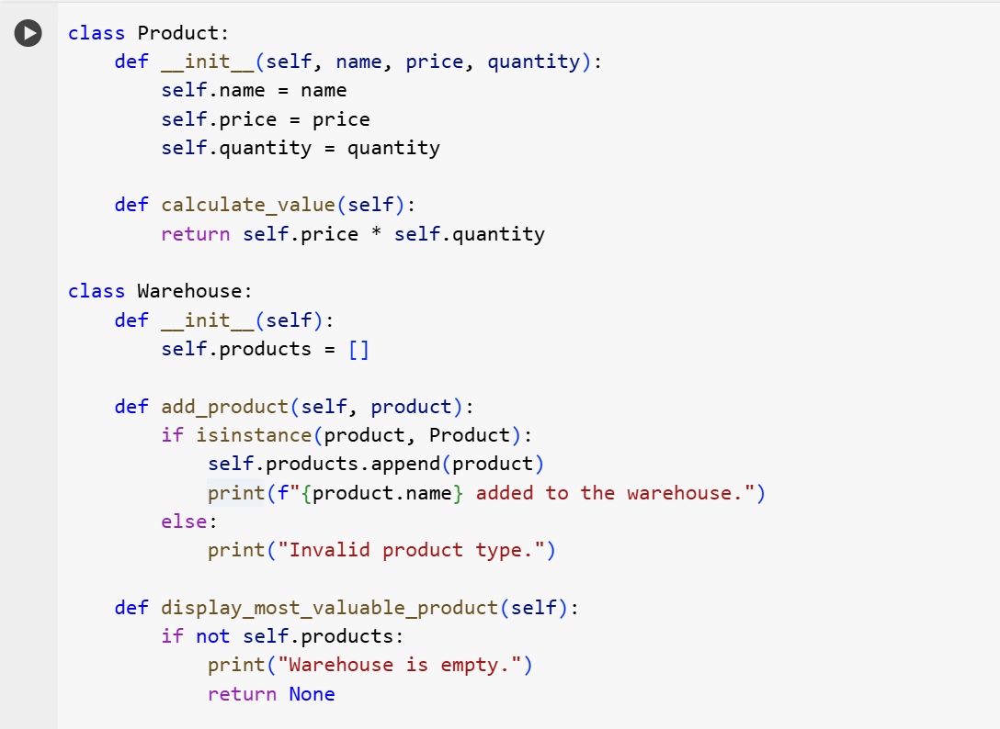 class Product:
    def __init__(self, name, price, quantity):
        self.name = name
        self.price = price
        self.quantity = quantity

    def calculate_value(self):
        return self.price * self.quantity

class Warehouse:
    def __init__(self):
        self.products = []

    def add_product(self, product):
        if isinstance(product, Product):
            self.products.append(product)
            print(f"{product.name} added to the warehouse.")
        else:
            print("Invalid product type.")

    def display_most_valuable_product(self):
        if not self.products:
            print("Warehouse is empty.")
            return None